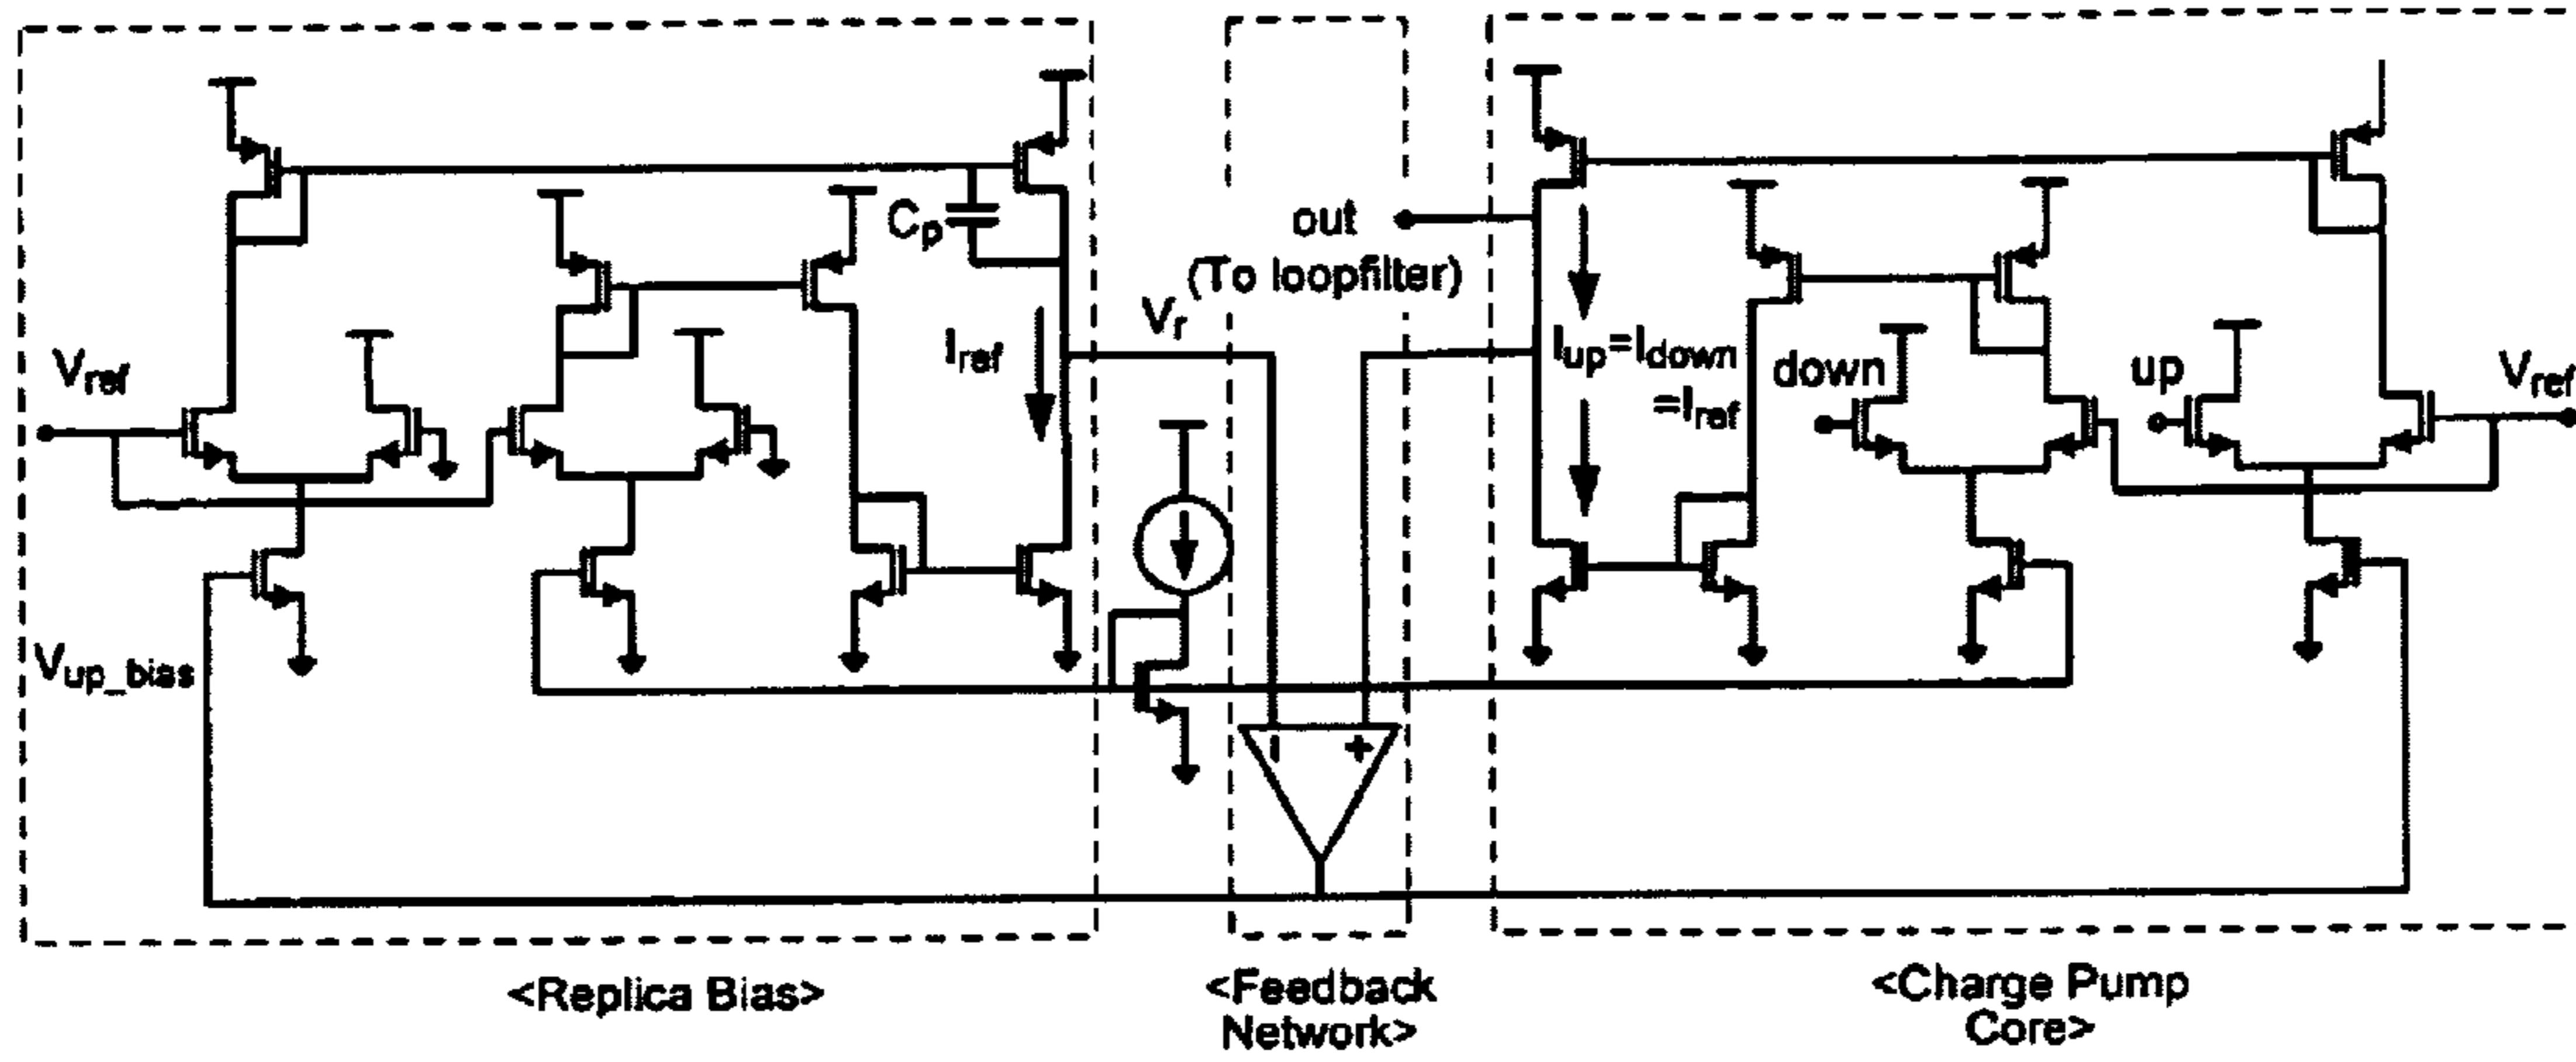 V_ref
V_up_bias
C_p
I_ref
V_r
out
(To loopfilter)
- +
I_up=I_down
=I_ref
down
up
V_ref
<Replica Bias>
<Feedback
Network>
<Charge Pump
Core>